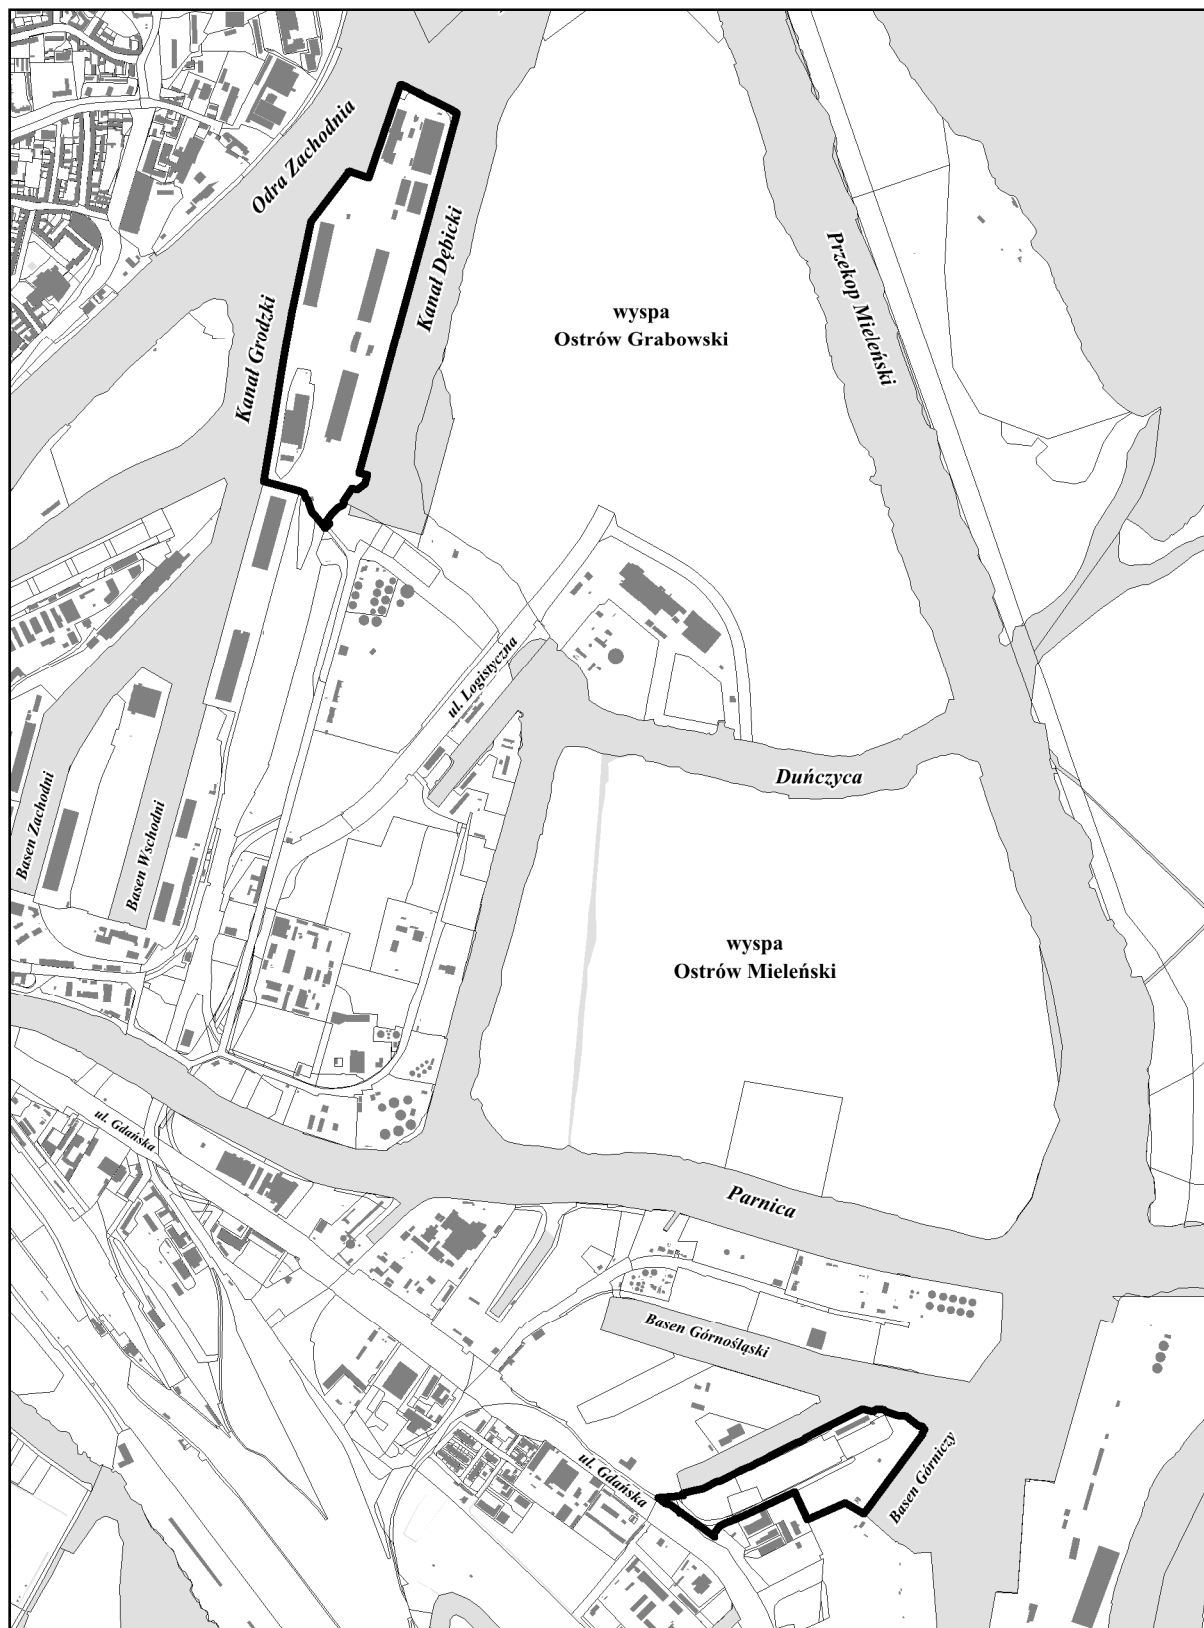 Odra Zachodnia
Kanał Dębicki
Przekop Mieleński
Kanał Grodzki
wyspa
Ostrów Grabowski
ul. Logistyczna
Duńczyca
Basen Zachodni
Basen Wschodni
wyspa
Ostrów Mieleński
ul. Gdańska
Parnica
Basen Górnośląski
ul. Gdańska
Basen Górniczy